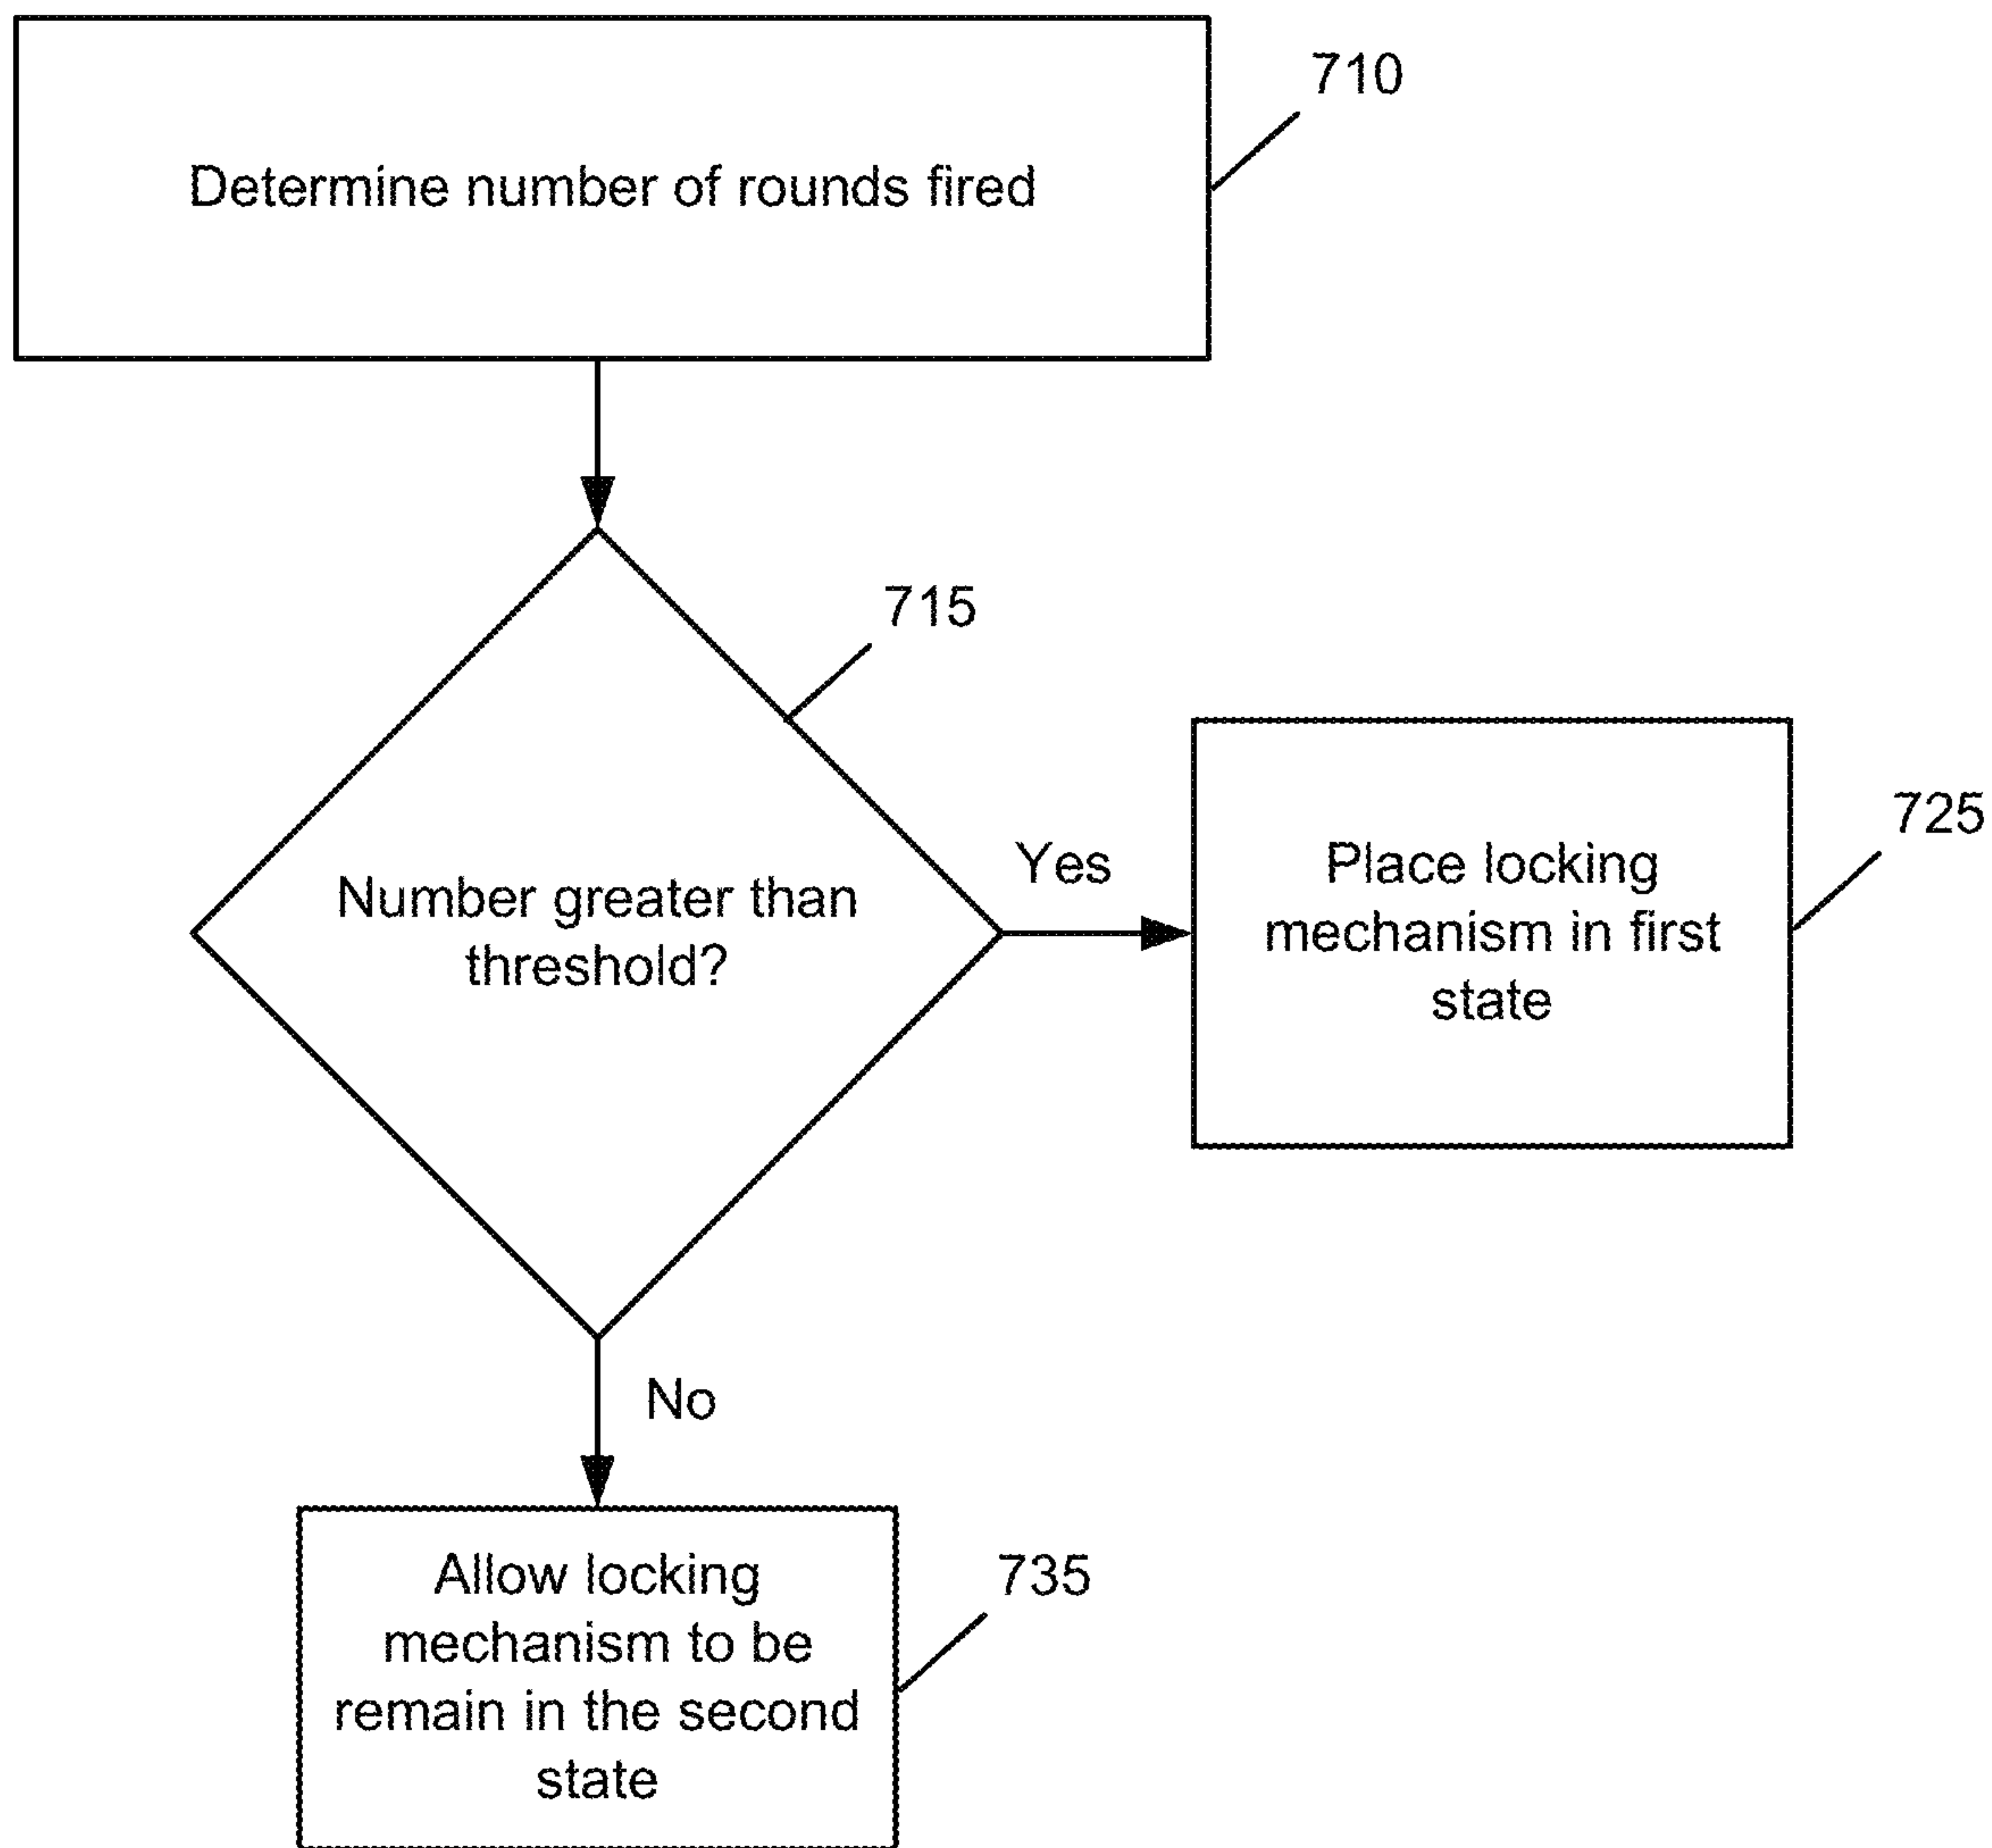 Determine number of rounds fired
710
715
Number greater than
threshold?
Yes
Place locking
mechanism in first
state
725
No
Allow locking
mechanism to be
remain in the second
state
735